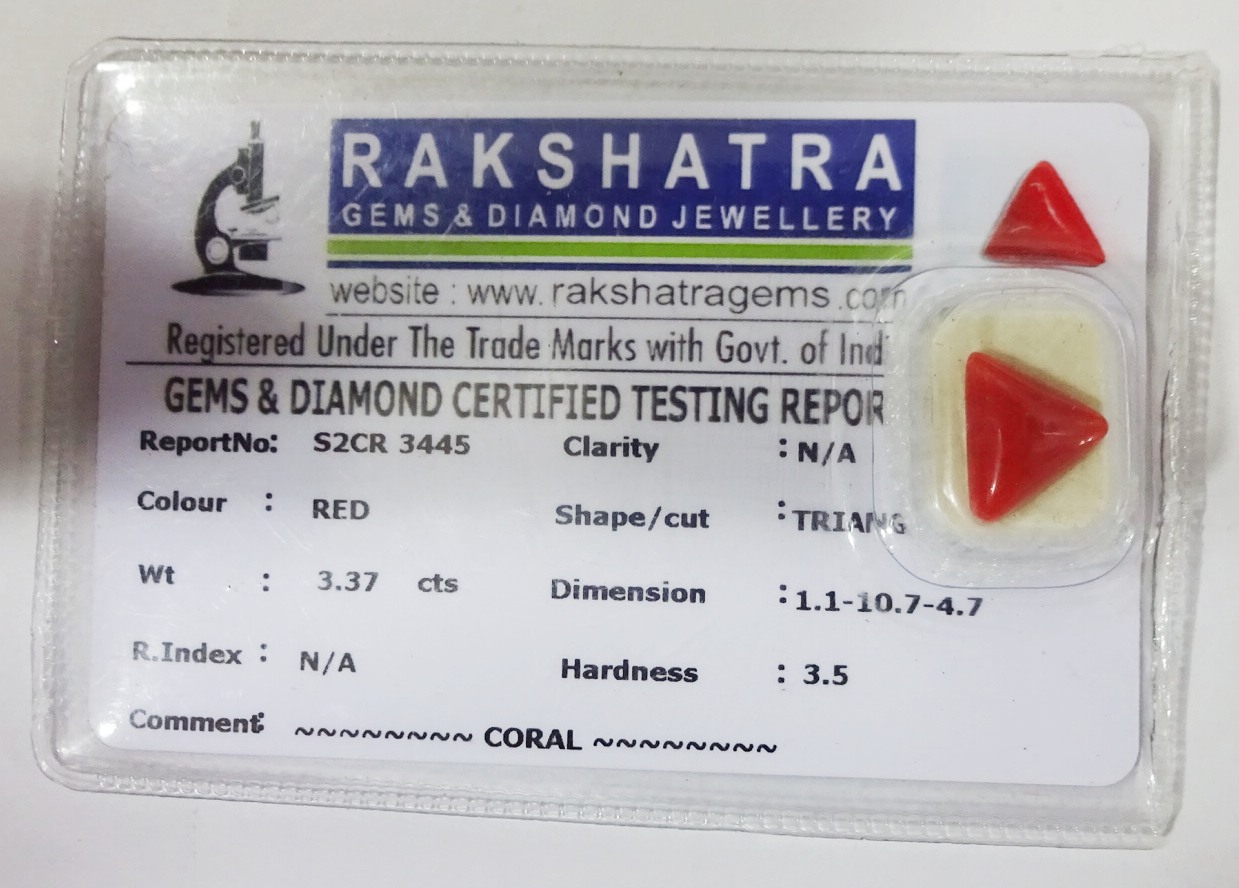 RAKSHATRA
GEMS & DIAMOND JEWELLERY
website : www.rakshatragems.com
Registered Under The Trade Marks with Govt. of Ind
GEMS & DIAMOND CERTIFIED TESTING REPOR
ReportNo: S2CR 3445 Clarity : N/A
Colour : RED Shape/cut : TRIANG
Wt : 3.37 cts Dimension : 1.1-10.7-4.7
R.Index : N/A Hardness : 3.5
Comment: ~~~~~~~~ CORAL ~~~~~~~~